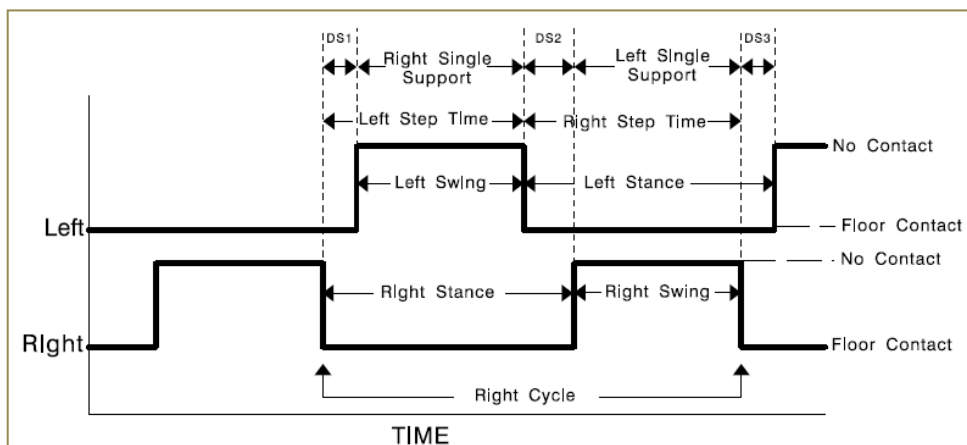 DS1
DS2
DS3
Right Single
Support
Left SIngle
Support
Left Step TIme
Right Step Time
No Contact
Left SwIng
Left Stance
Left
Floor Contact
No Contact
RIght Stance
Right Swing
RIght
Floor Contact
Right Cycle
TIME